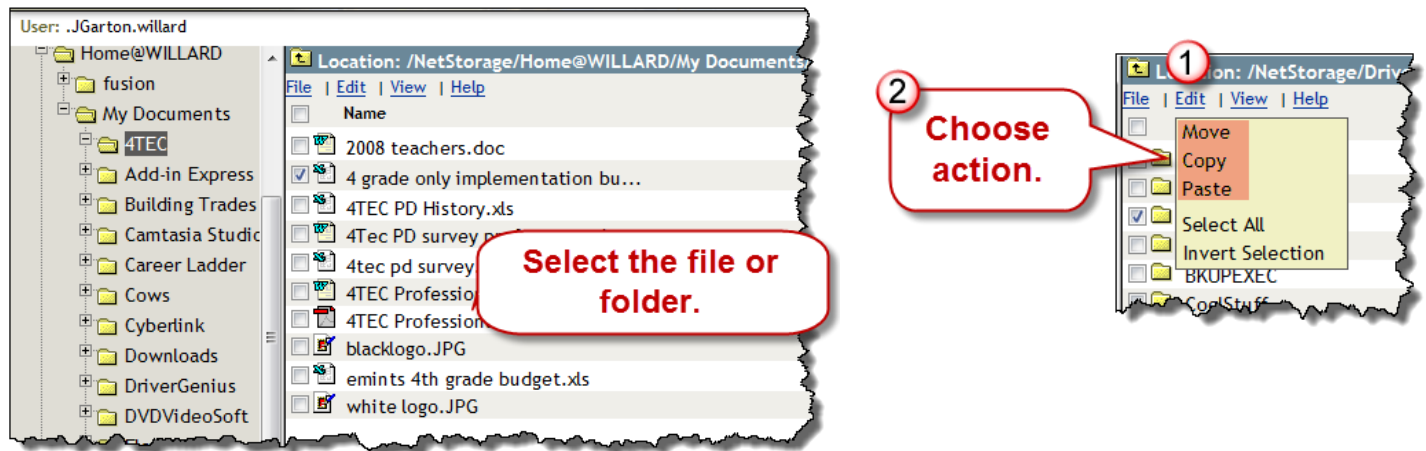 User: .JGarton.willard
Home@WILLARD
fusion
My Documents
4TEC
Add-in Express
Building Trades
Camtasia Studic
Career Ladder
Cows
Cyberlink
Downloads
DriverGenius
DVDVideoSoft
Location: /NetStorage/Home@WILLARD/My Documents
File | Edit | View | Help
Name
2008 teachers.doc
4 grade only implementation bu...
4TEC PD History.xls
4Tec PD survey
4tec pd survey
4TEC Profession
4TEC Profession
blacklogo.JPG
emints 4th grade budget.xls
white logo.JPG
Select the file or
folder.
2
Choose
action.
1
Location: /NetStorage/Driv
File | Edit | View | Help
Move
Copy
Paste
Select All
Invert Selection
BKUPEXEC
CoolStuff